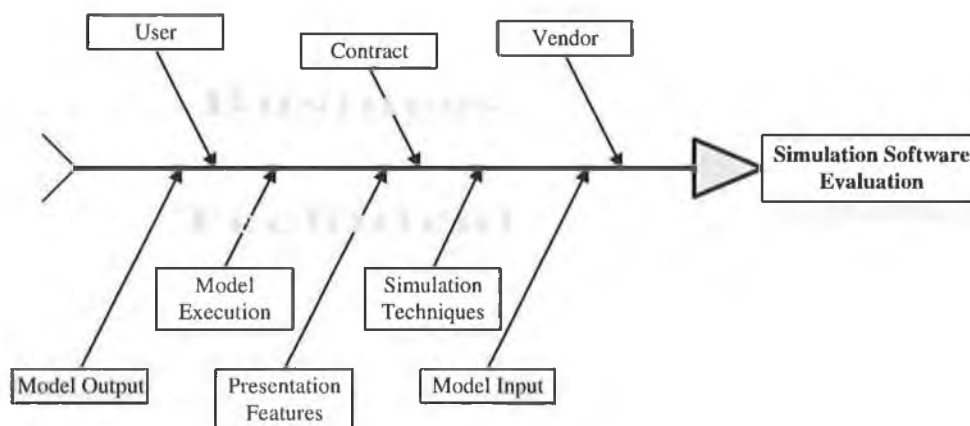 User
Contract
Vendor
Simulation Software
Evaluation
Model
Execution
Simulation
Techniques
Model Output
Presentation
Features
Model Input